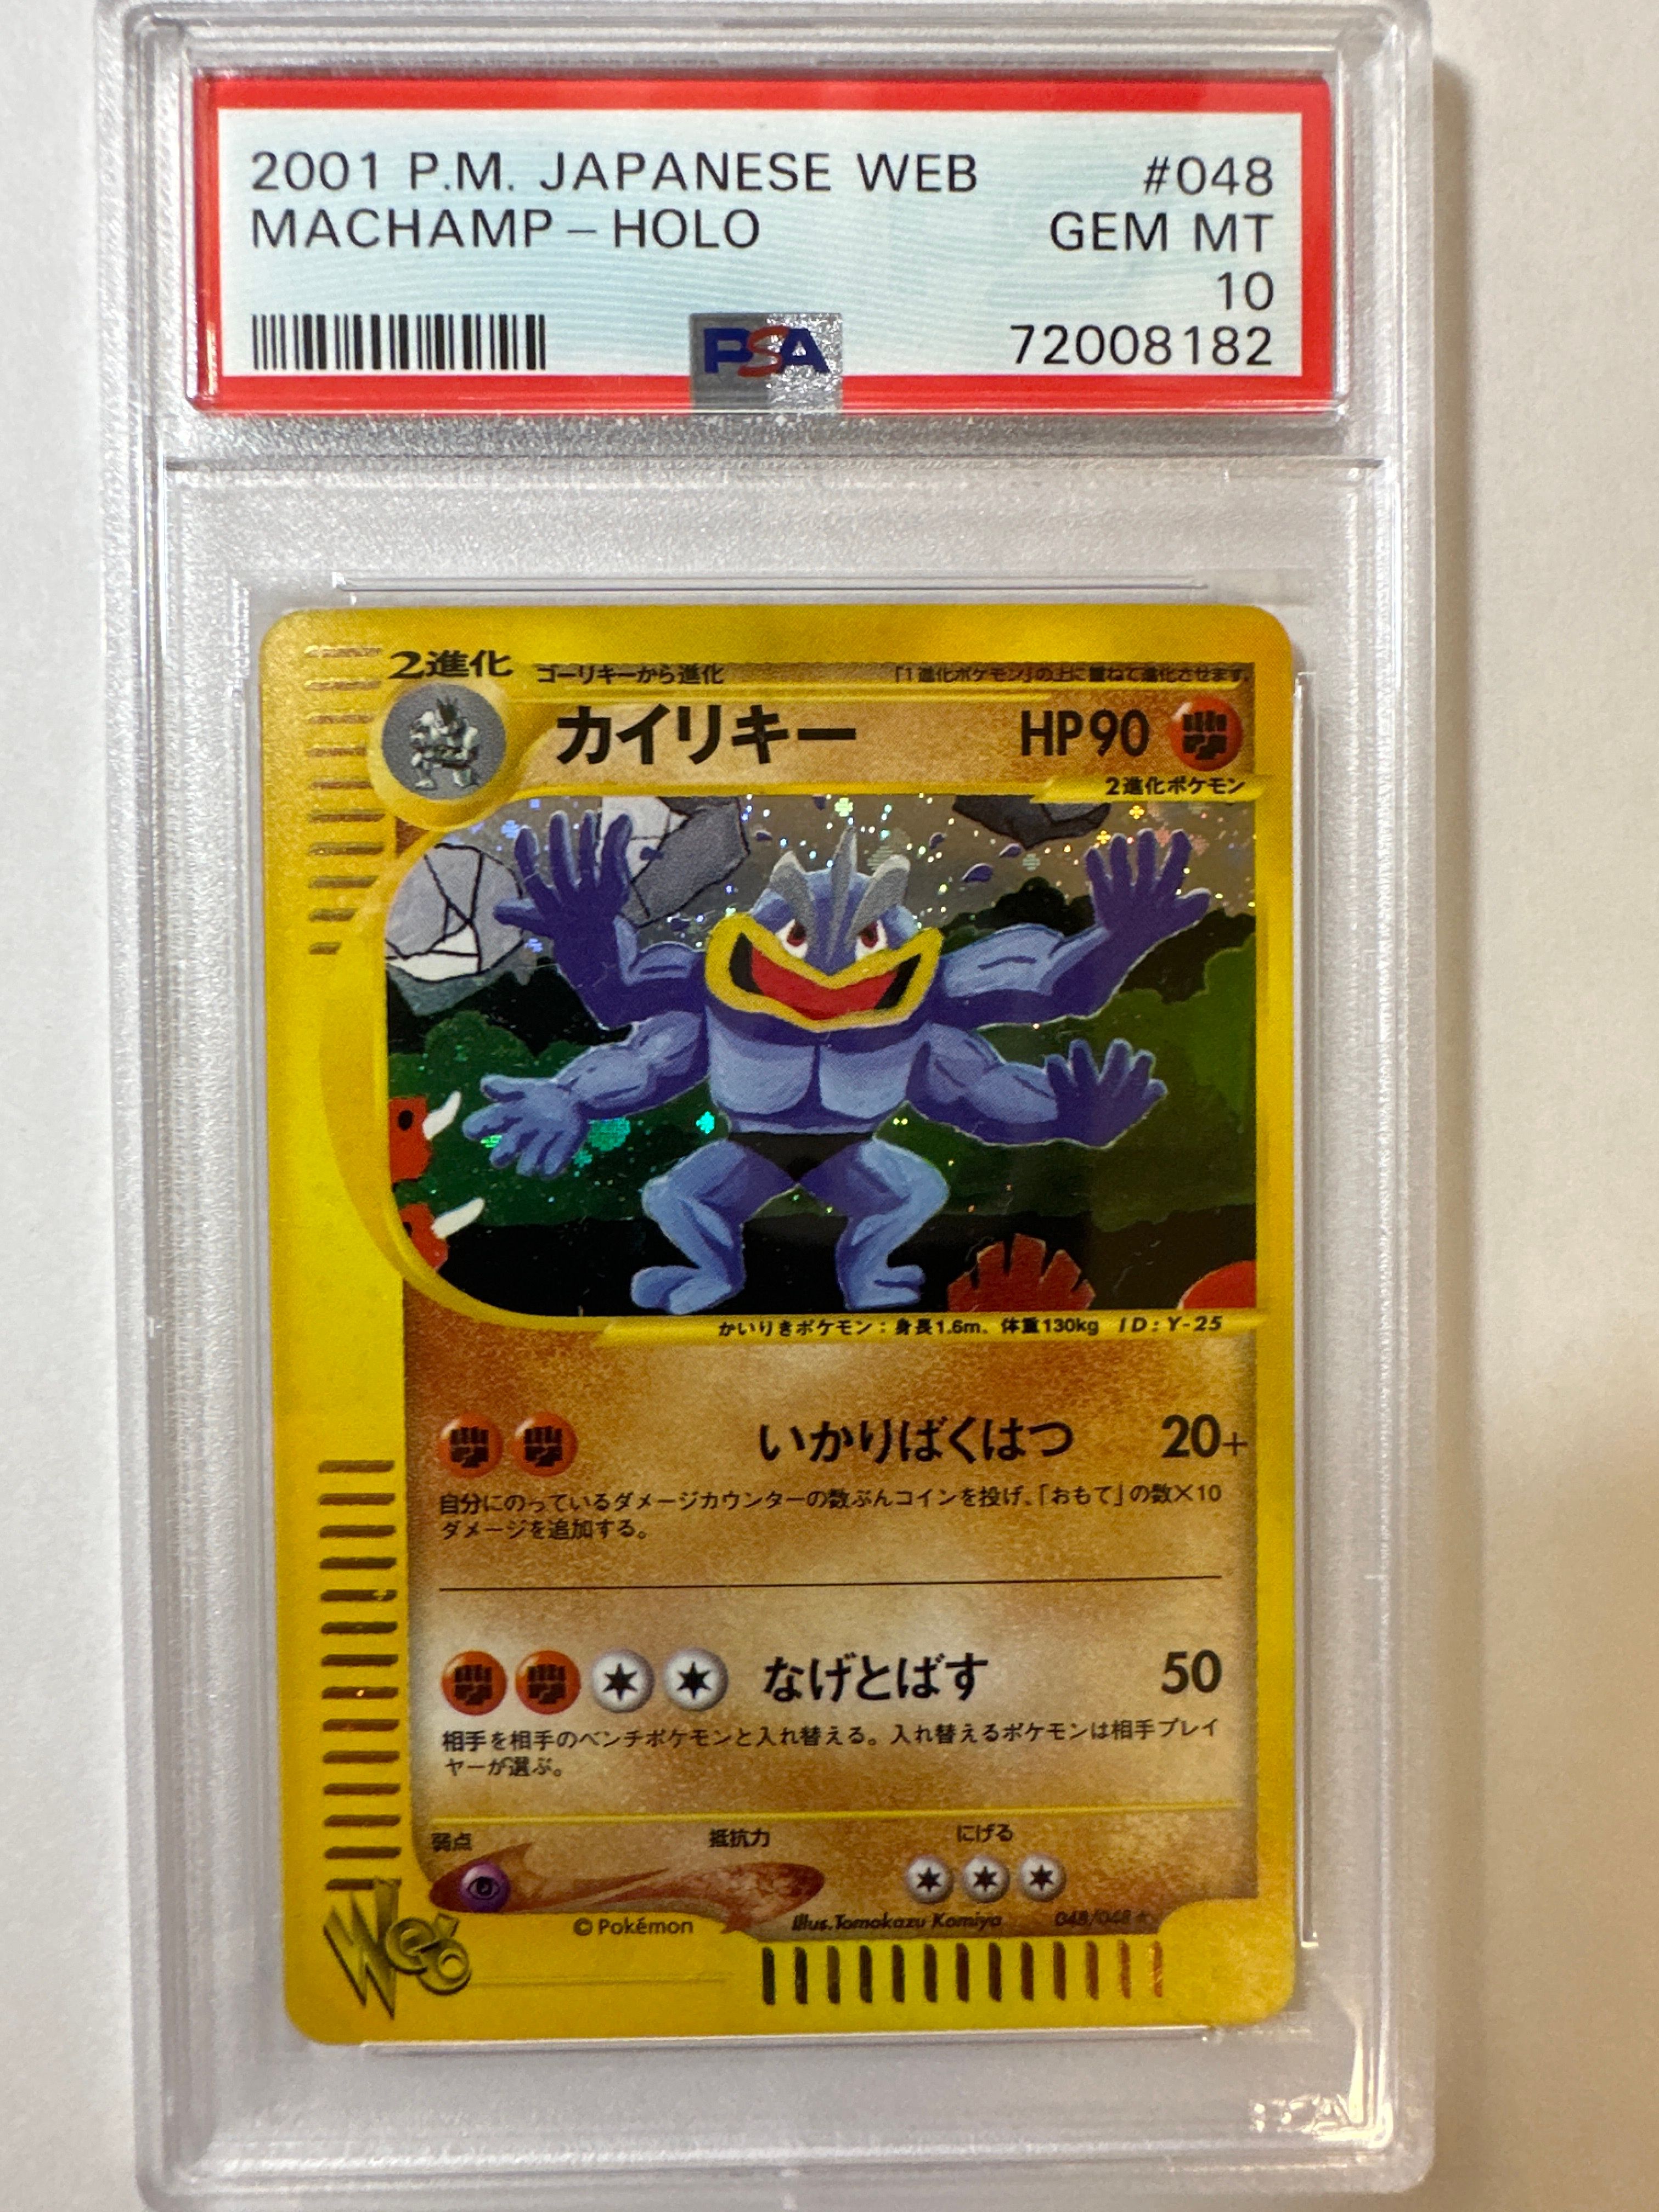 2001 P.M. JAPANESE WEB #048
MACHAMP - HOLO GEM MT
10
PSA 72008182
2進化 ゴーリキーから進化 「1進化ポケモン」の上に重ねて進化させます。
カイリキー HP90
2進化ポケモン
かいりきポケモン：身長1.6m、体重130kg ID:Y-25
いかりばくはつ 20+
自分にのっているダメージカウンターの数ぶんコインを投げ、「おもて」の数×10
ダメージを追加する。
なげとばす 50
相手を相手のベンチポケモンと入れ替える。入れ替えるポケモンは相手プレイ
ヤーが選ぶ。
弱点 抵抗力 にげる
©Pokémon Illus.Tomokazu Komiya 048/048★
Web